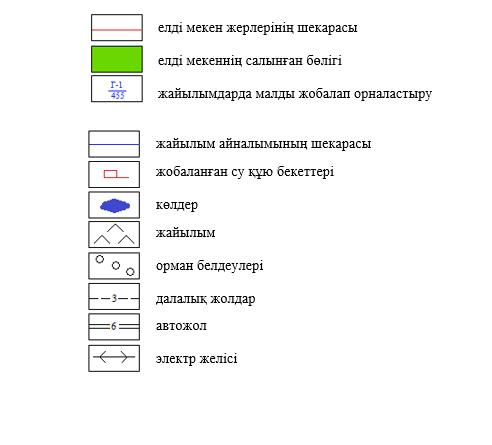 елді мекен жерлерінің шекарасы
елді мекеннің салынған бөлігі
Г-1
455
жайылымдарда малды жобалап орналастыру
жайылым айналымының шекарасы
жобаланған су құю бекеттері
көлдер
жайылым
орман белдеулері
3
далалық жолдар
6
автожол
электр желісі